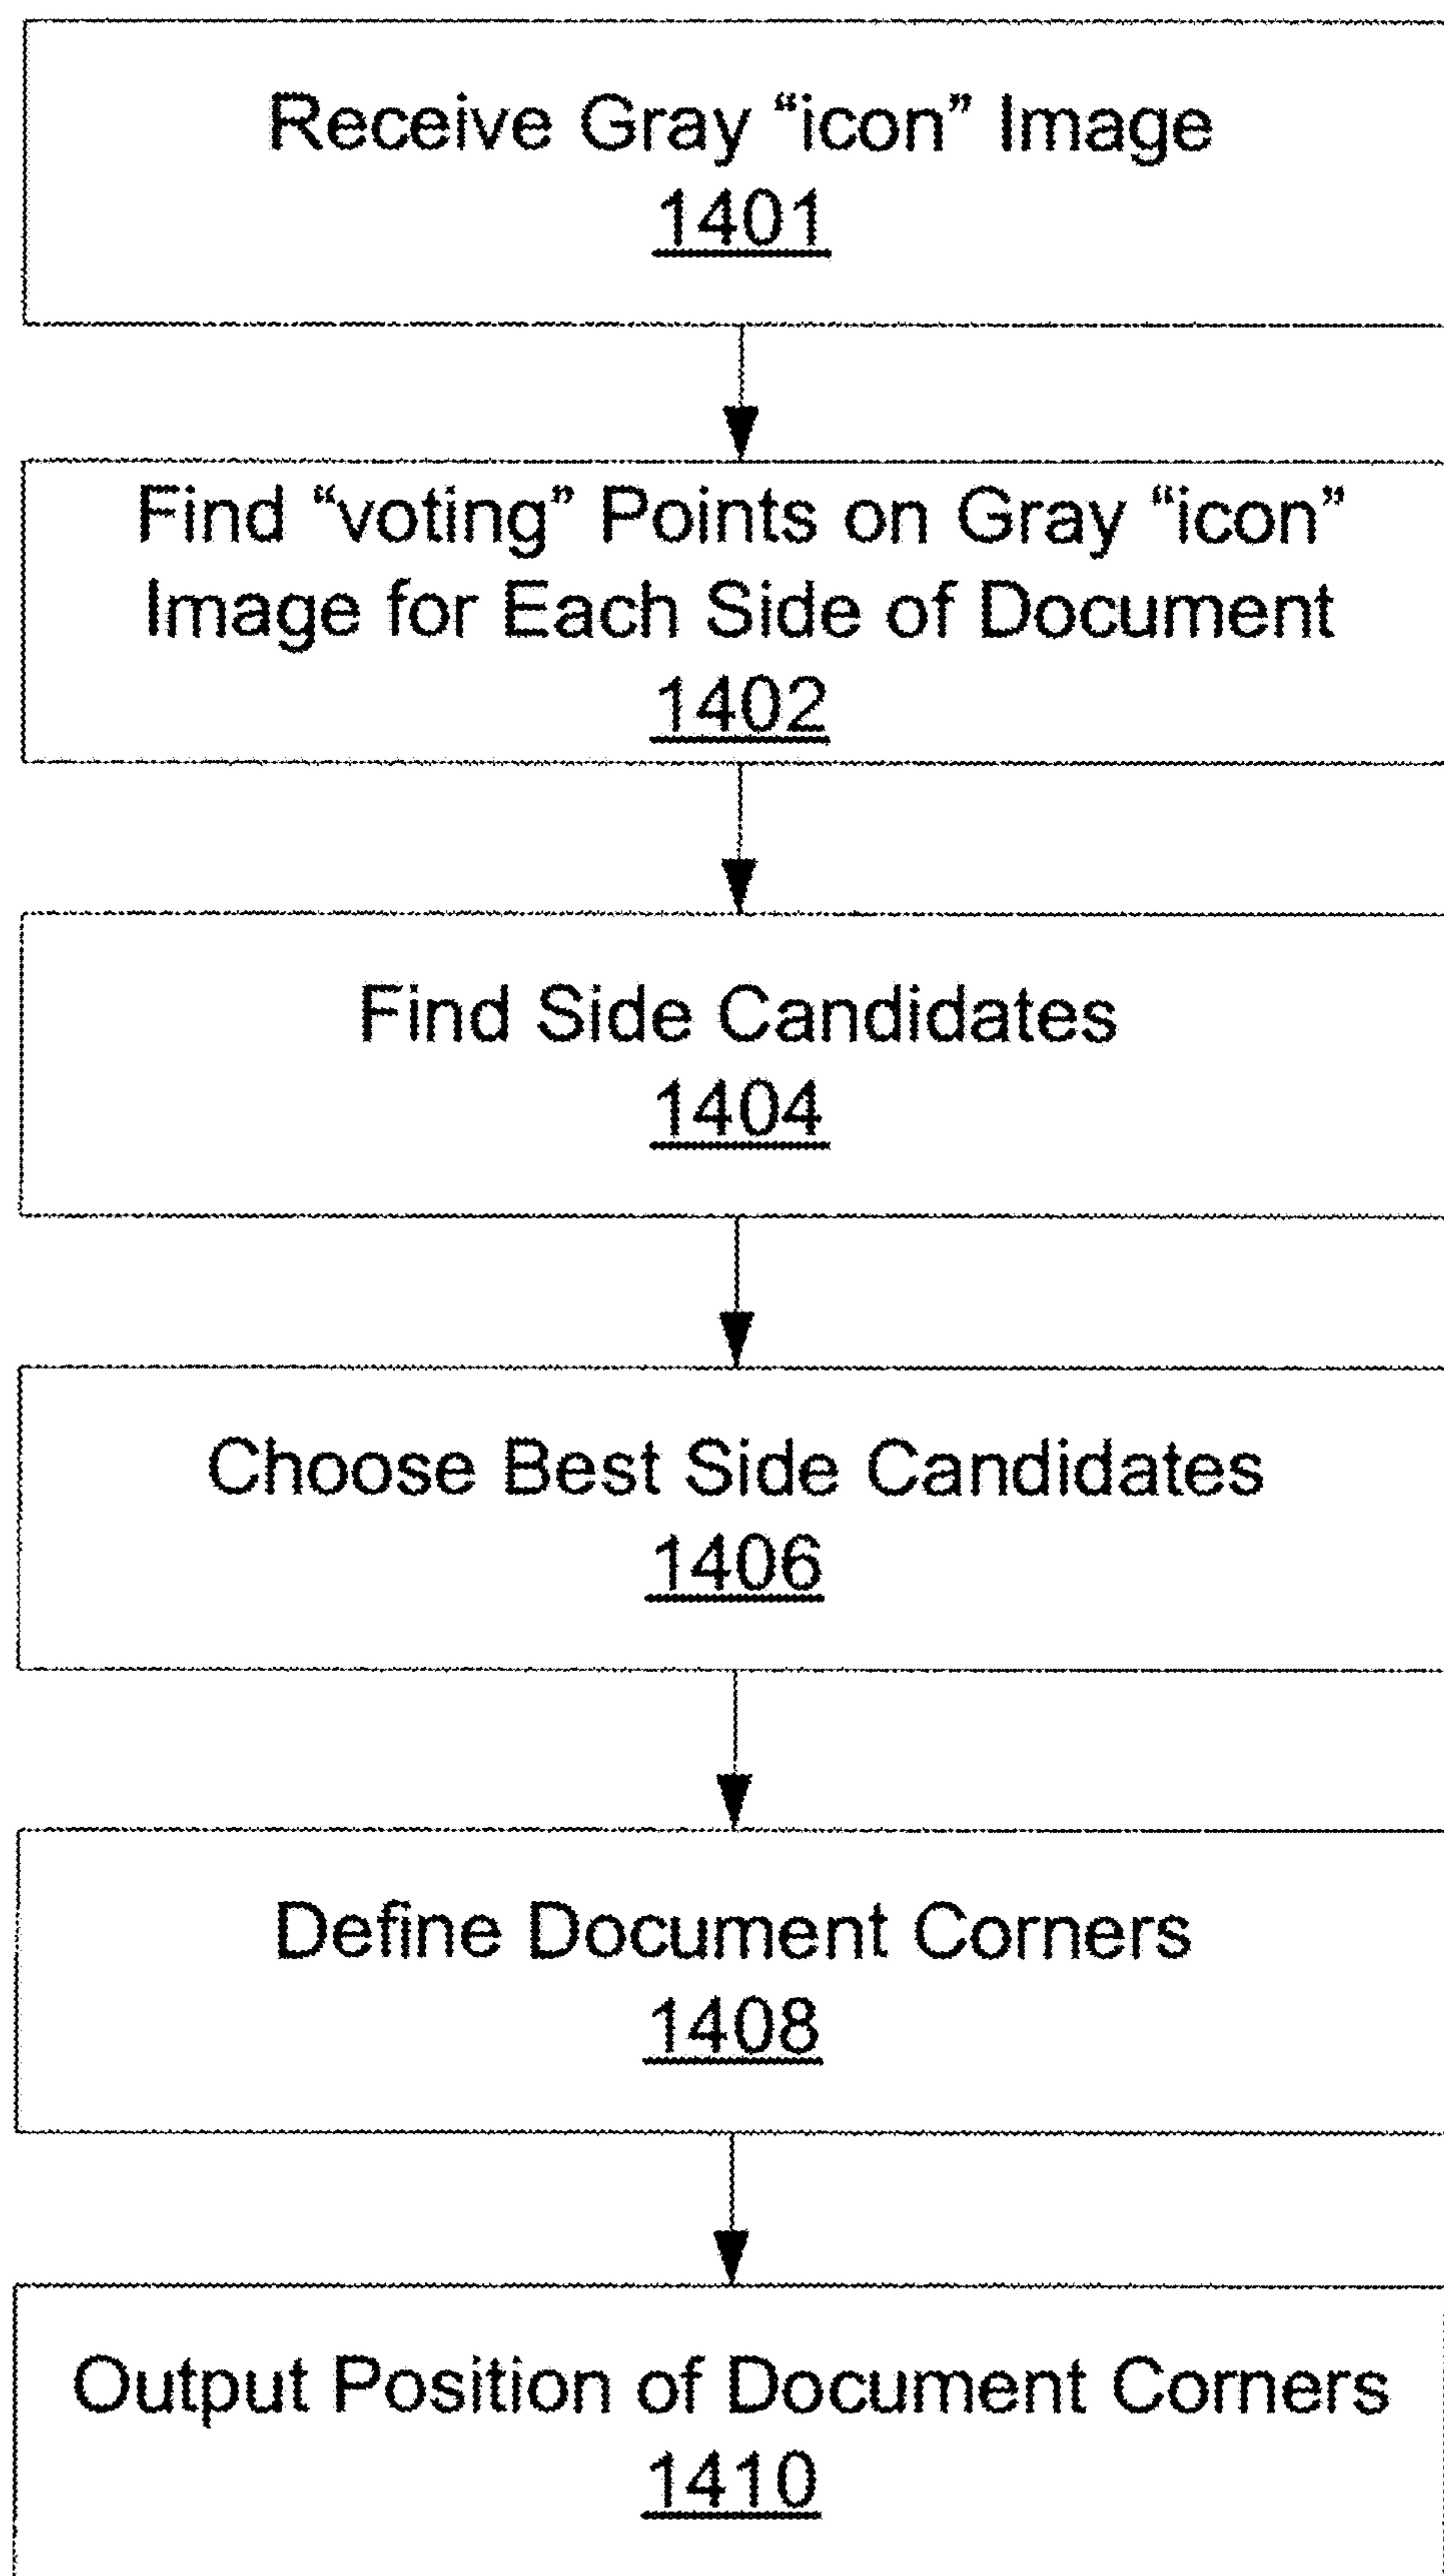 Receive Gray “icon” Image
1401
Find “voting” Points on Gray “icon”
Image for Each Side of Document
1402
Find Side Candidates
1404
Choose Best Side Candidates
1406
Define Document Corners
1408
Output Position of Document Corners
1410